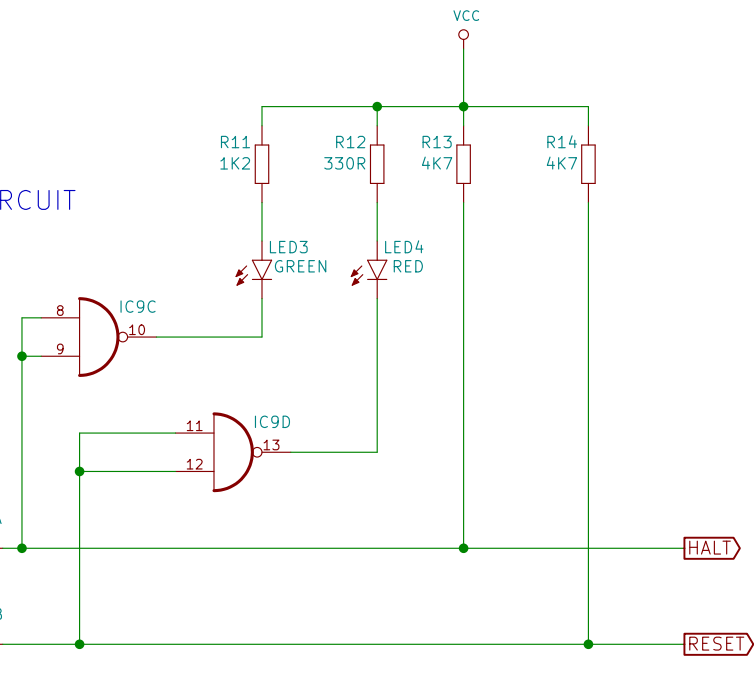 VCC
R11
1K2
R12
330R
R13
4K7
R14
4K7
RCUIT
LED3
GREEN
LED4
RED
IC9C
8
9
10
IC9D
11
12
13
HALT
RESET